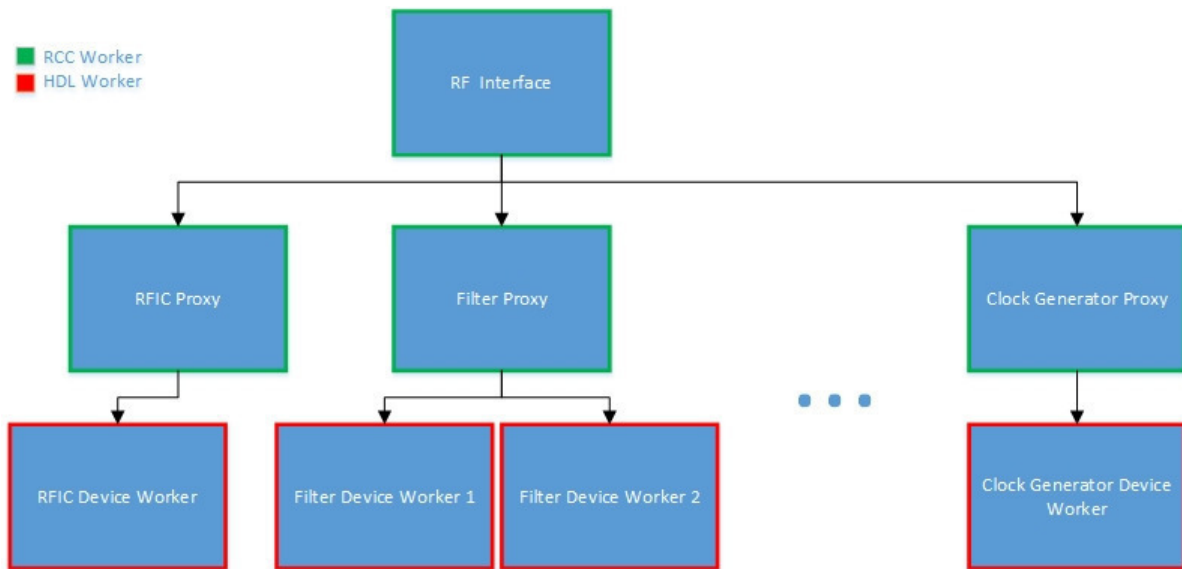 RCC Worker
HDL Worker
RF Interface
RFIC Proxy
Filter Proxy
Clock Generator Proxy
RFIC Device Worker
Filter Device Worker 1
Filter Device Worker 2
Clock Generator Device
Worker